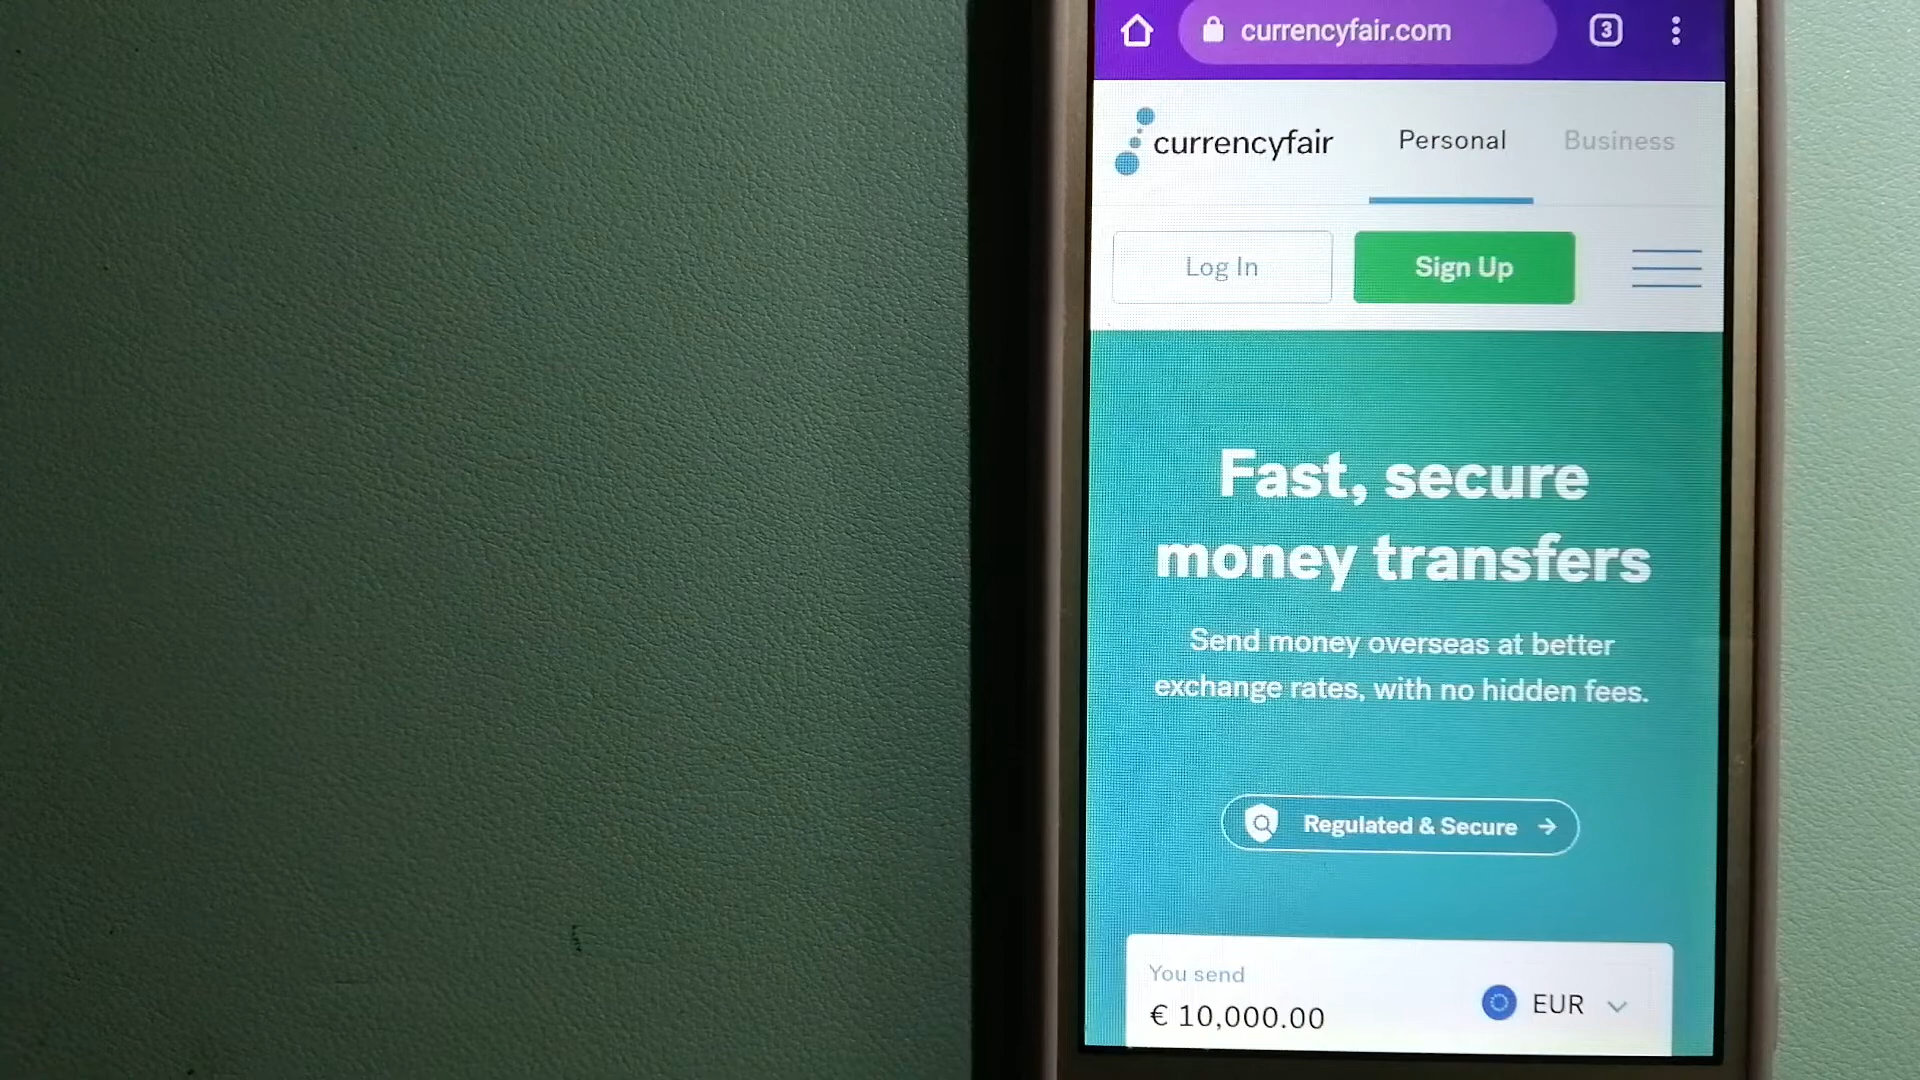 currencyfair.com
3
currencyfair
Personal
Business
Log In
Sign Up
Fast, secure
money transfers
Send money overseas at better
exchange rates, with no hidden fees.
Regulated & Secure →
You send
€ 10,000.00
EUR